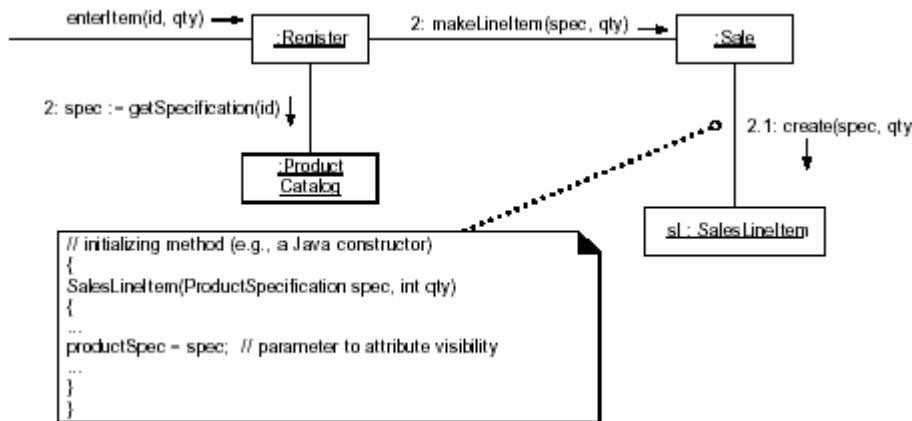 enterItem(id, qty)
:Register
2: makeLineItem(spec, qty)
:Sale
2: spec := getSpecification(id)
2.1: create(spec, qty
:Product
Catalog
sl : SalesLineItem
// initializing method (e.g., a Java constructor)
{
SalesLineItem(ProductSpecification spec, int qty)
{
...
productSpec = spec; // parameter to attribute visibility
...
}
}